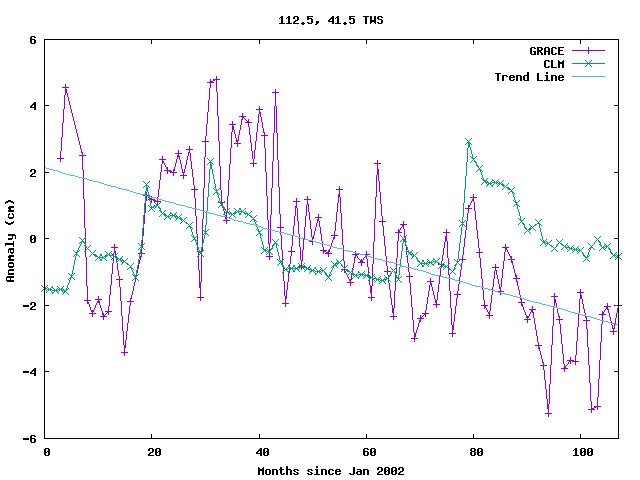 112.5, 41.5 TWS
GRACE
CLM
Trend Line
6
4
2
0
-2
-4
-6
Anomaly (cm)
0 20 40 60 80 100
Months since Jan 2002